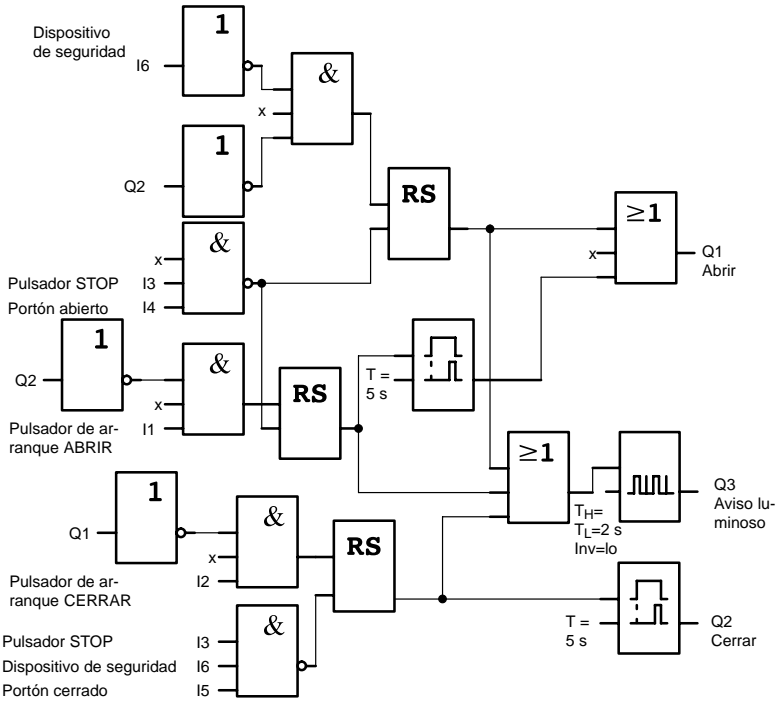 Dispositivo
de seguridad
I6
1
&
x
Q2
1
RS
x
Pulsador STOP
I3
Portón abierto
I4
&
≥1
x
Q1
Abrir
Q2
1
&
x
Pulsador de ar-
ranque ABRIR
I1
RS
T =
5 s
≥1
TH=
TL=2 s
Inv=lo
Q3
Aviso lu-
minoso
Q1
1
&
x
Pulsador de ar-
ranque CERRAR
I2
RS
Pulsador STOP
I3
Dispositivo de seguridad
I6
Portón cerrado
I5
&
T =
5 s
Q2
Cerrar